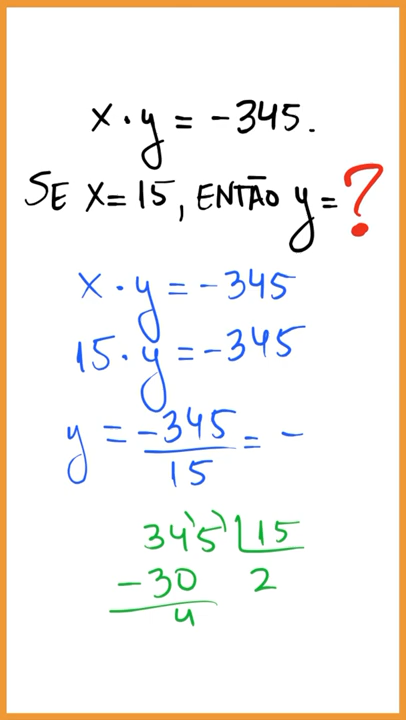 x · y = -345.
SE X = 15, ENTÃO y = ?
x · y = -345
15 · y = -345
y = -345/15 = -
345 | 15
-30 2
4